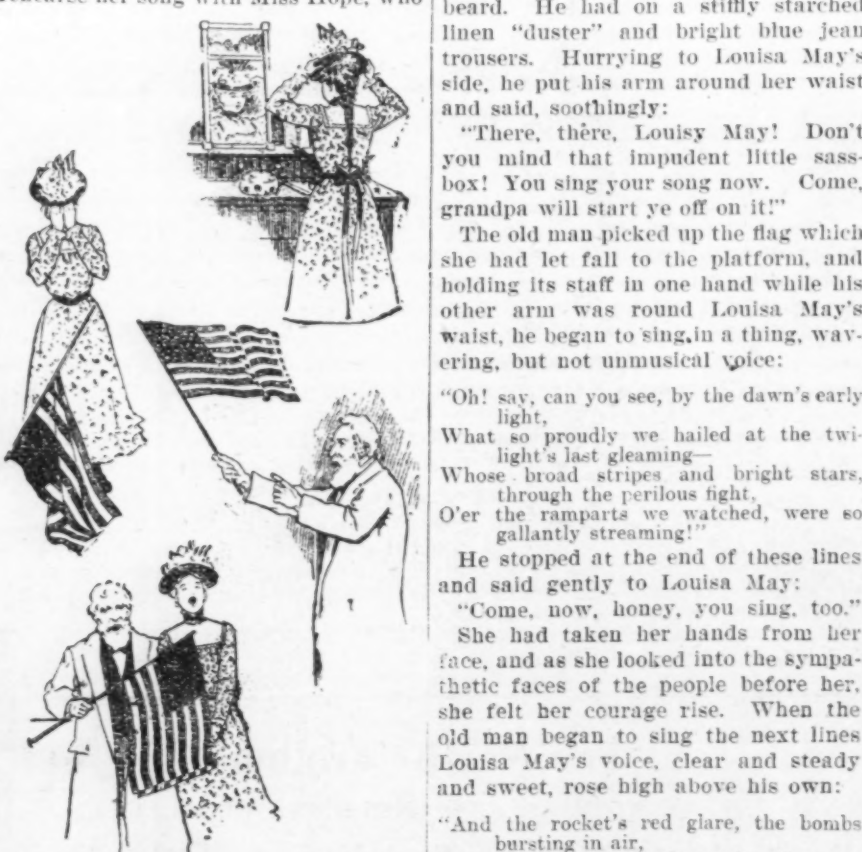 rehearse her song with Miss Hope, who
beard. He had on a stiffly starched
linen "duster" and bright blue jean
trousers. Hurrying to Louisa May's
side, he put his arm around her waist
and said, soothingly:
"There, there, Louisy May! Don't
you mind that impudent little sass-
box! You sing your song now. Come,
grandpa will start ye off on it!"
The old man picked up the flag which
she had let fall to the platform, and
holding its staff in one hand while his
other arm was round Louisa May's
waist, he began to sing in a thing, wav-
ering, but not unmusical voice:
"Oh! say, can you see, by the dawn's early
light,
What so proudly we hailed at the twi-
light's last gleaming—
Whose broad stripes and bright stars,
through the perilous fight,
O'er the ramparts we watched, were so
gallantly streaming!"
He stopped at the end of these lines
and said gently to Louisa May:
"Come, now, honey, you sing, too."
She had taken her hands from her
face, and as she looked into the sympa-
thetic faces of the people before her,
she felt her courage rise. When the
old man began to sing the next lines
Louisa May's voice, clear and steady
and sweet, rose high above his own:
"And the rocket's red glare, the bombs
bursting in air,